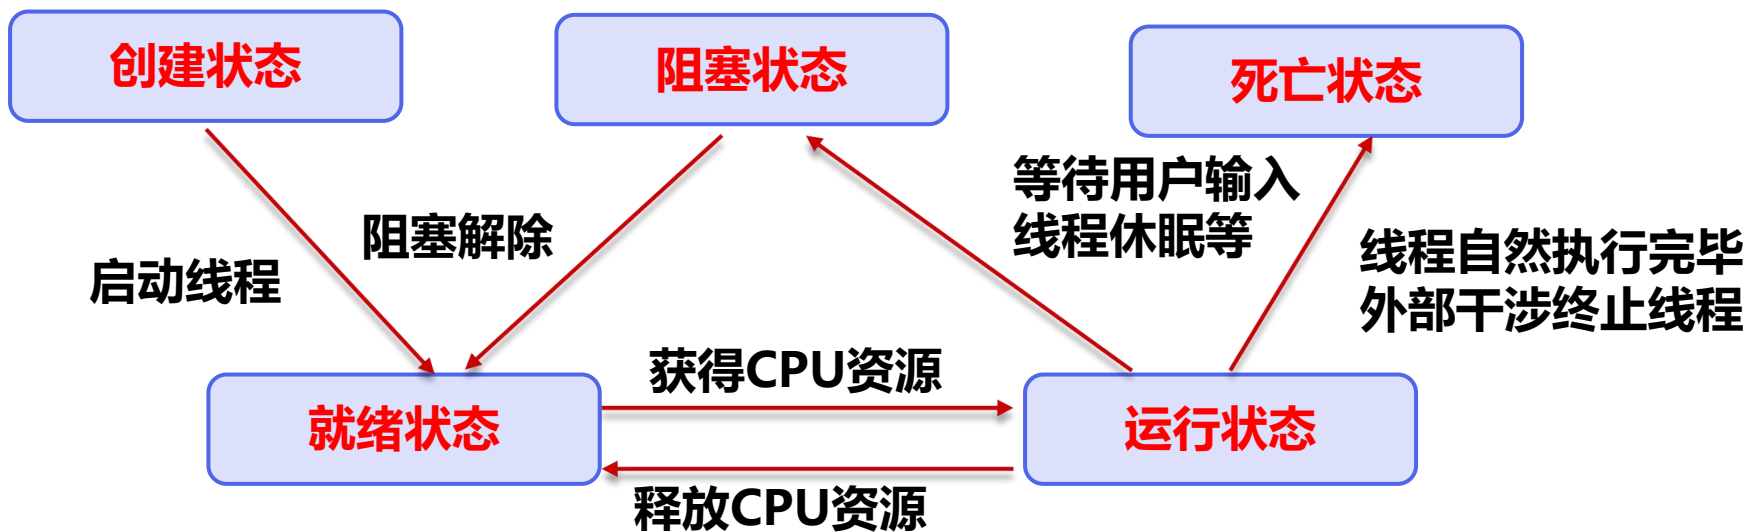 创建状态
阻塞状态
死亡状态
等待用户输入
线程休眠等
阻塞解除
启动线程
线程自然执行完毕
外部干涉终止线程
获得CPU资源
就绪状态
运行状态
释放CPU资源